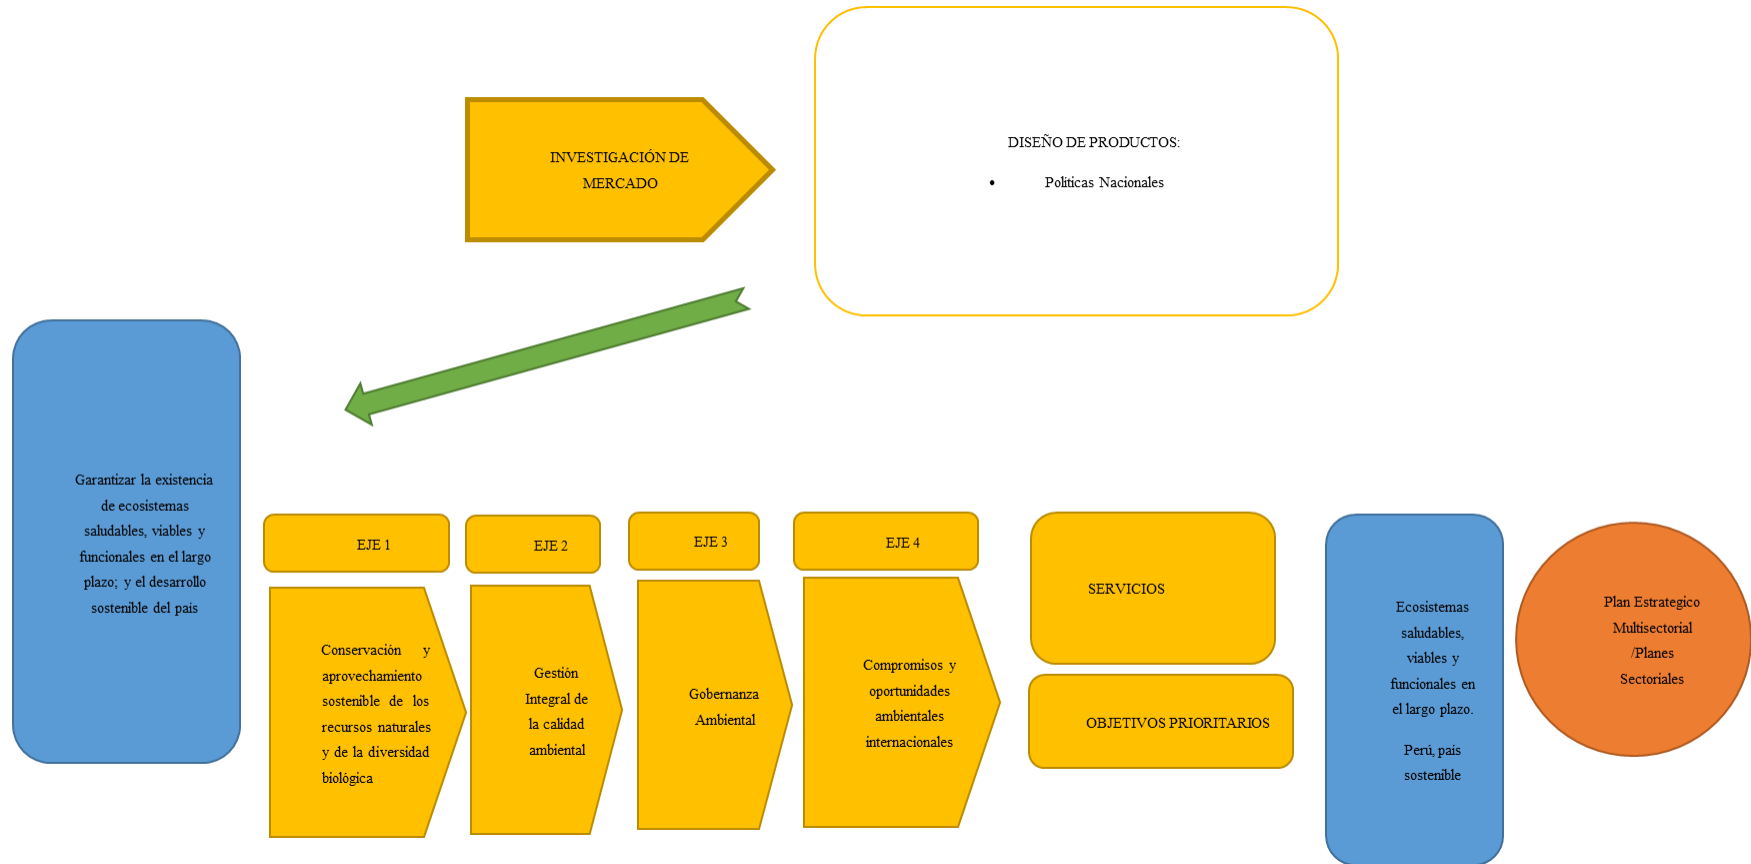 INVESTIGACIÓN DE
MERCADO
DISEÑO DE PRODUCTOS:
• Políticas Nacionales
Garantizar la existencia
de ecosistemas
saludables, viables y
funcionales en el largo
plazo; y el desarrollo
sostenible del país
EJE 1
Conservación y
aprovechamiento
sostenible de los
recursos naturales
y de la diversidad
biológica
EJE 2
Gestión
Integral de
la calidad
ambiental
EJE 3
Gobernanza
Ambiental
EJE 4
Compromisos y
oportunidades
ambientales
internacionales
SERVICIOS
OBJETIVOS PRIORITARIOS
Ecosistemas
saludables,
viables y
funcionales en
el largo plazo.
Perú, país
sostenible
Plan Estrategico
Multisectorial
/Planes
Sectoriales